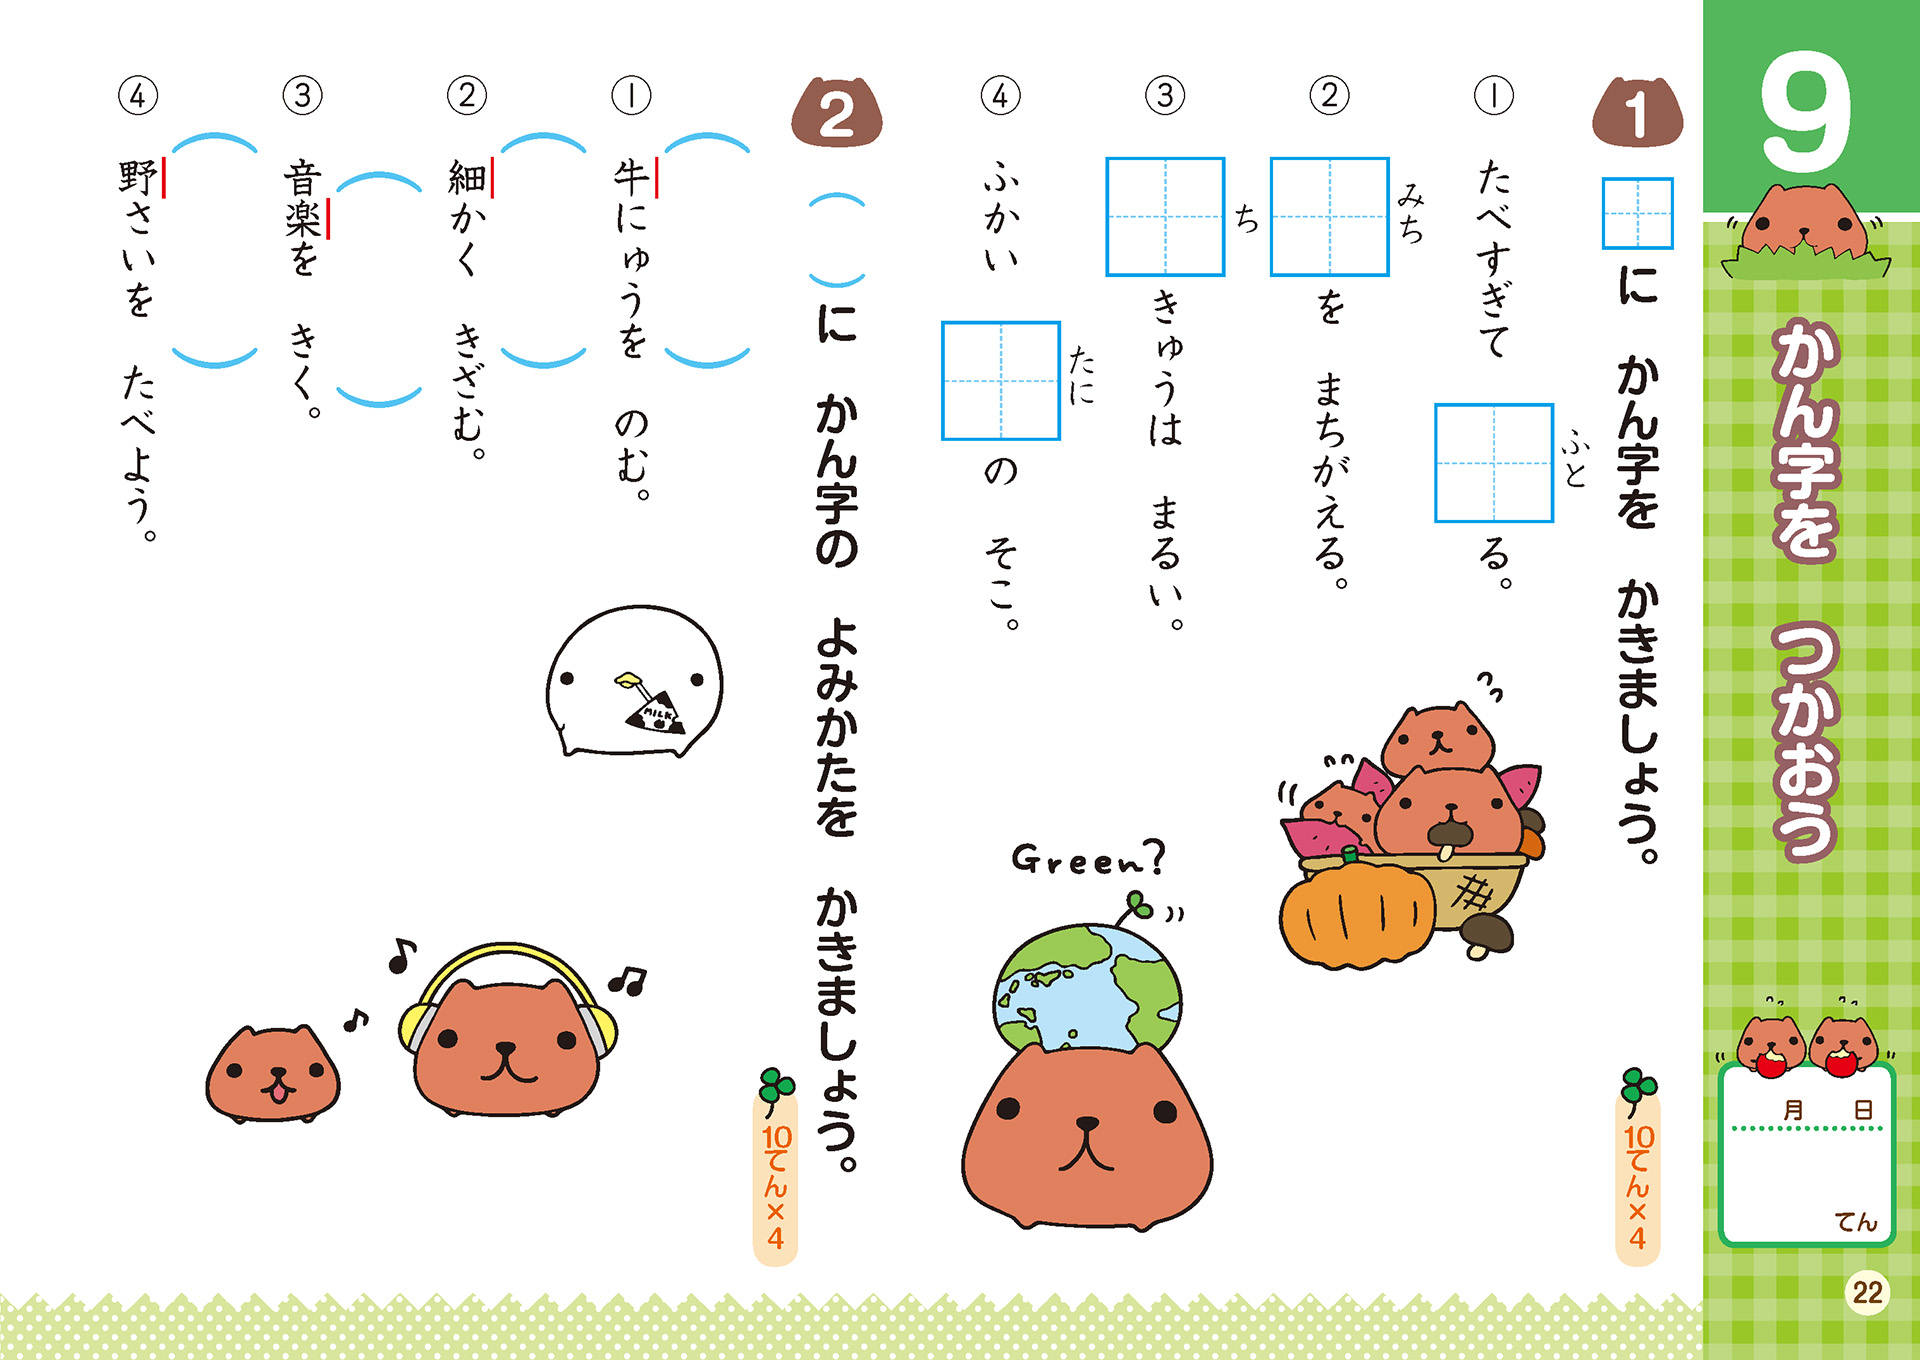 9
かん字を つかおう
月 日
てん
22
1
に かん字を かきましょう。
10てん×4
①
たべすぎて る。
ふと
②
を まちがえる。
みち
③
きゅうは まるい。
ち
④
ふかい の そこ。
たに
Green?
2
に かん字の よみかたを かきましょう。
10てん×4
①
牛にゅうを のむ。
②
細かく きざむ。
③
音楽を きく。
④
野さいを たべよう。
MILK